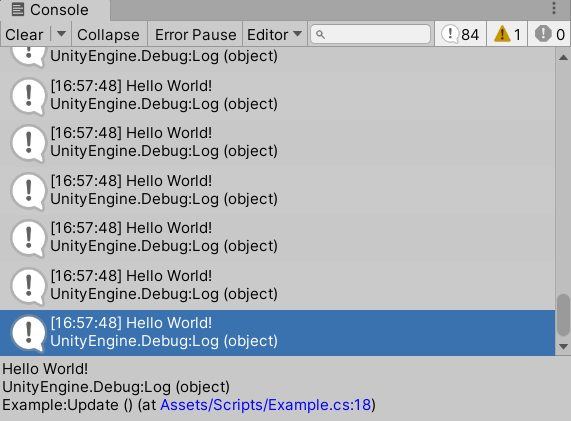 Console
Clear Collapse Error Pause Editor 84 1 0
UnityEngine.Debug:Log (object)
[16:57:48] Hello World!
UnityEngine.Debug:Log (object)
[16:57:48] Hello World!
UnityEngine.Debug:Log (object)
[16:57:48] Hello World!
UnityEngine.Debug:Log (object)
[16:57:48] Hello World!
UnityEngine.Debug:Log (object)
[16:57:48] Hello World!
UnityEngine.Debug:Log (object)
[16:57:48] Hello World!
UnityEngine.Debug:Log (object)
Hello World!
UnityEngine.Debug:Log (object)
Example:Update () (at Assets/Scripts/Example.cs:18)